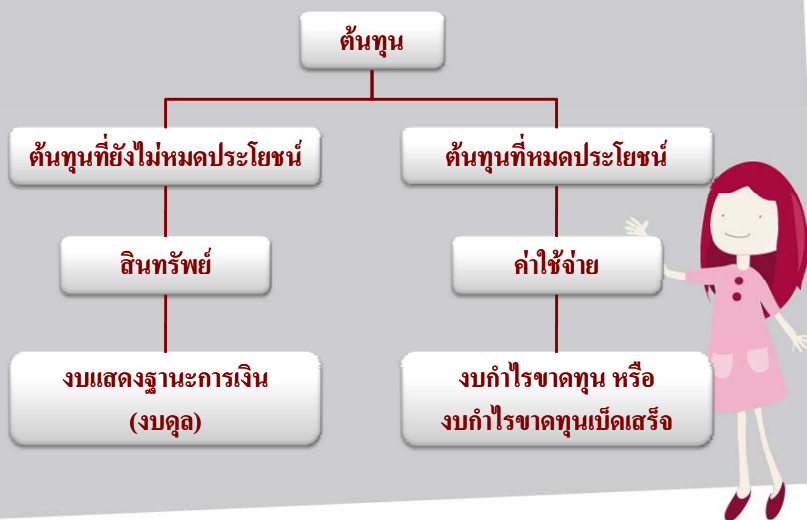 ต้นทุน
ต้นทุนที่ยังไม่หมดประโยชน์
ต้นทุนที่หมดประโยชน์
สินทรัพย์
ค่าใช้จ่าย
งบแสดงฐานะการเงิน
(งบดุล)
งบกำไรขาดทุน หรือ
งบกำไรขาดทุนเบ็ดเสร็จ